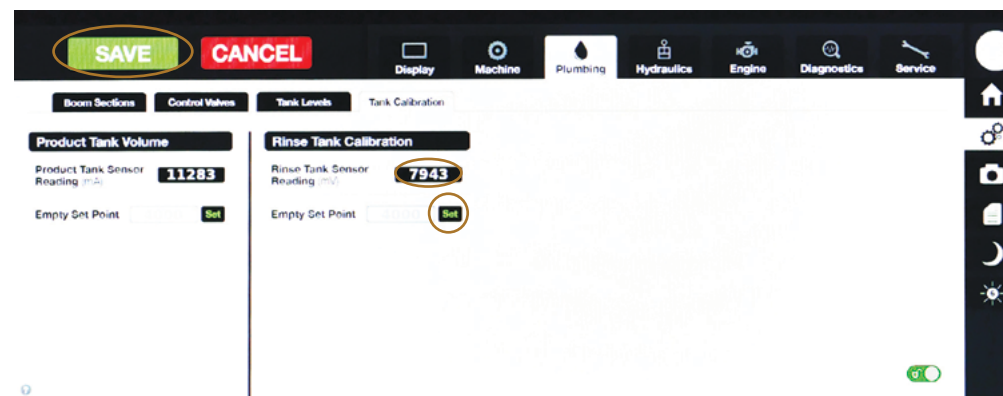 SAVE
CANCEL
Display
Machine
Plumbing
Hydraulics
Engine
Diagnostics
Service
Boom Sections
Control Valves
Tank Levels
Tank Calibration
Product Tank Volume
Product Tank Sensor
Reading (mA)
11283
Empty Set Point
Set
Rinse Tank Calibration
Rinse Tank Sensor
Reading (mV)
7943
Empty Set Point
Set